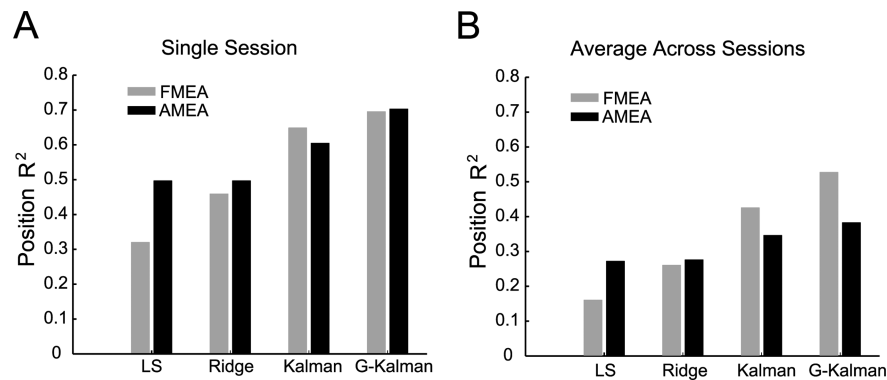 A
Single Session
FMEA
AMEA
Position R²
0.8
0.7
0.6
0.5
0.4
0.3
0.2
0.1
0
LS Ridge Kalman G-Kalman
B
Average Across Sessions
FMEA
AMEA
Position R²
0.8
0.7
0.6
0.5
0.4
0.3
0.2
0.1
0
LS Ridge Kalman G-Kalman